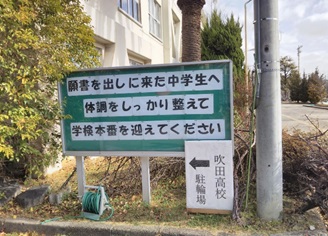 願書を出しに来た中学生へ
体調をしっかり整えて
学検本番を迎えてください
吹田高校
駐輪場